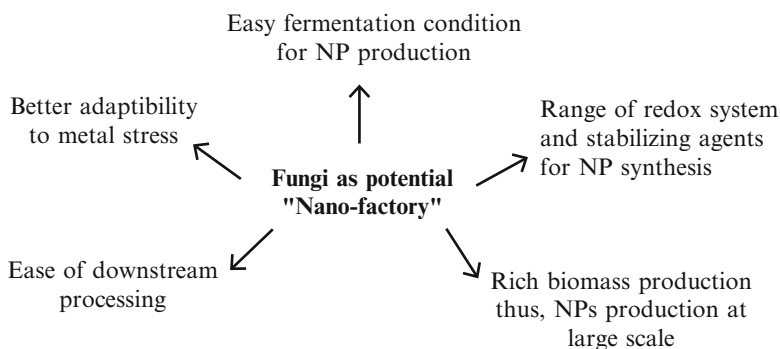 Easy fermentation condition
for NP production
Better adaptibility
to metal stress
Range of redox system
and stabilizing agents
for NP synthesis
Fungi as potential
"Nano-factory"
Ease of downstream
processing
Rich biomass production
thus, NPs production at
large scale